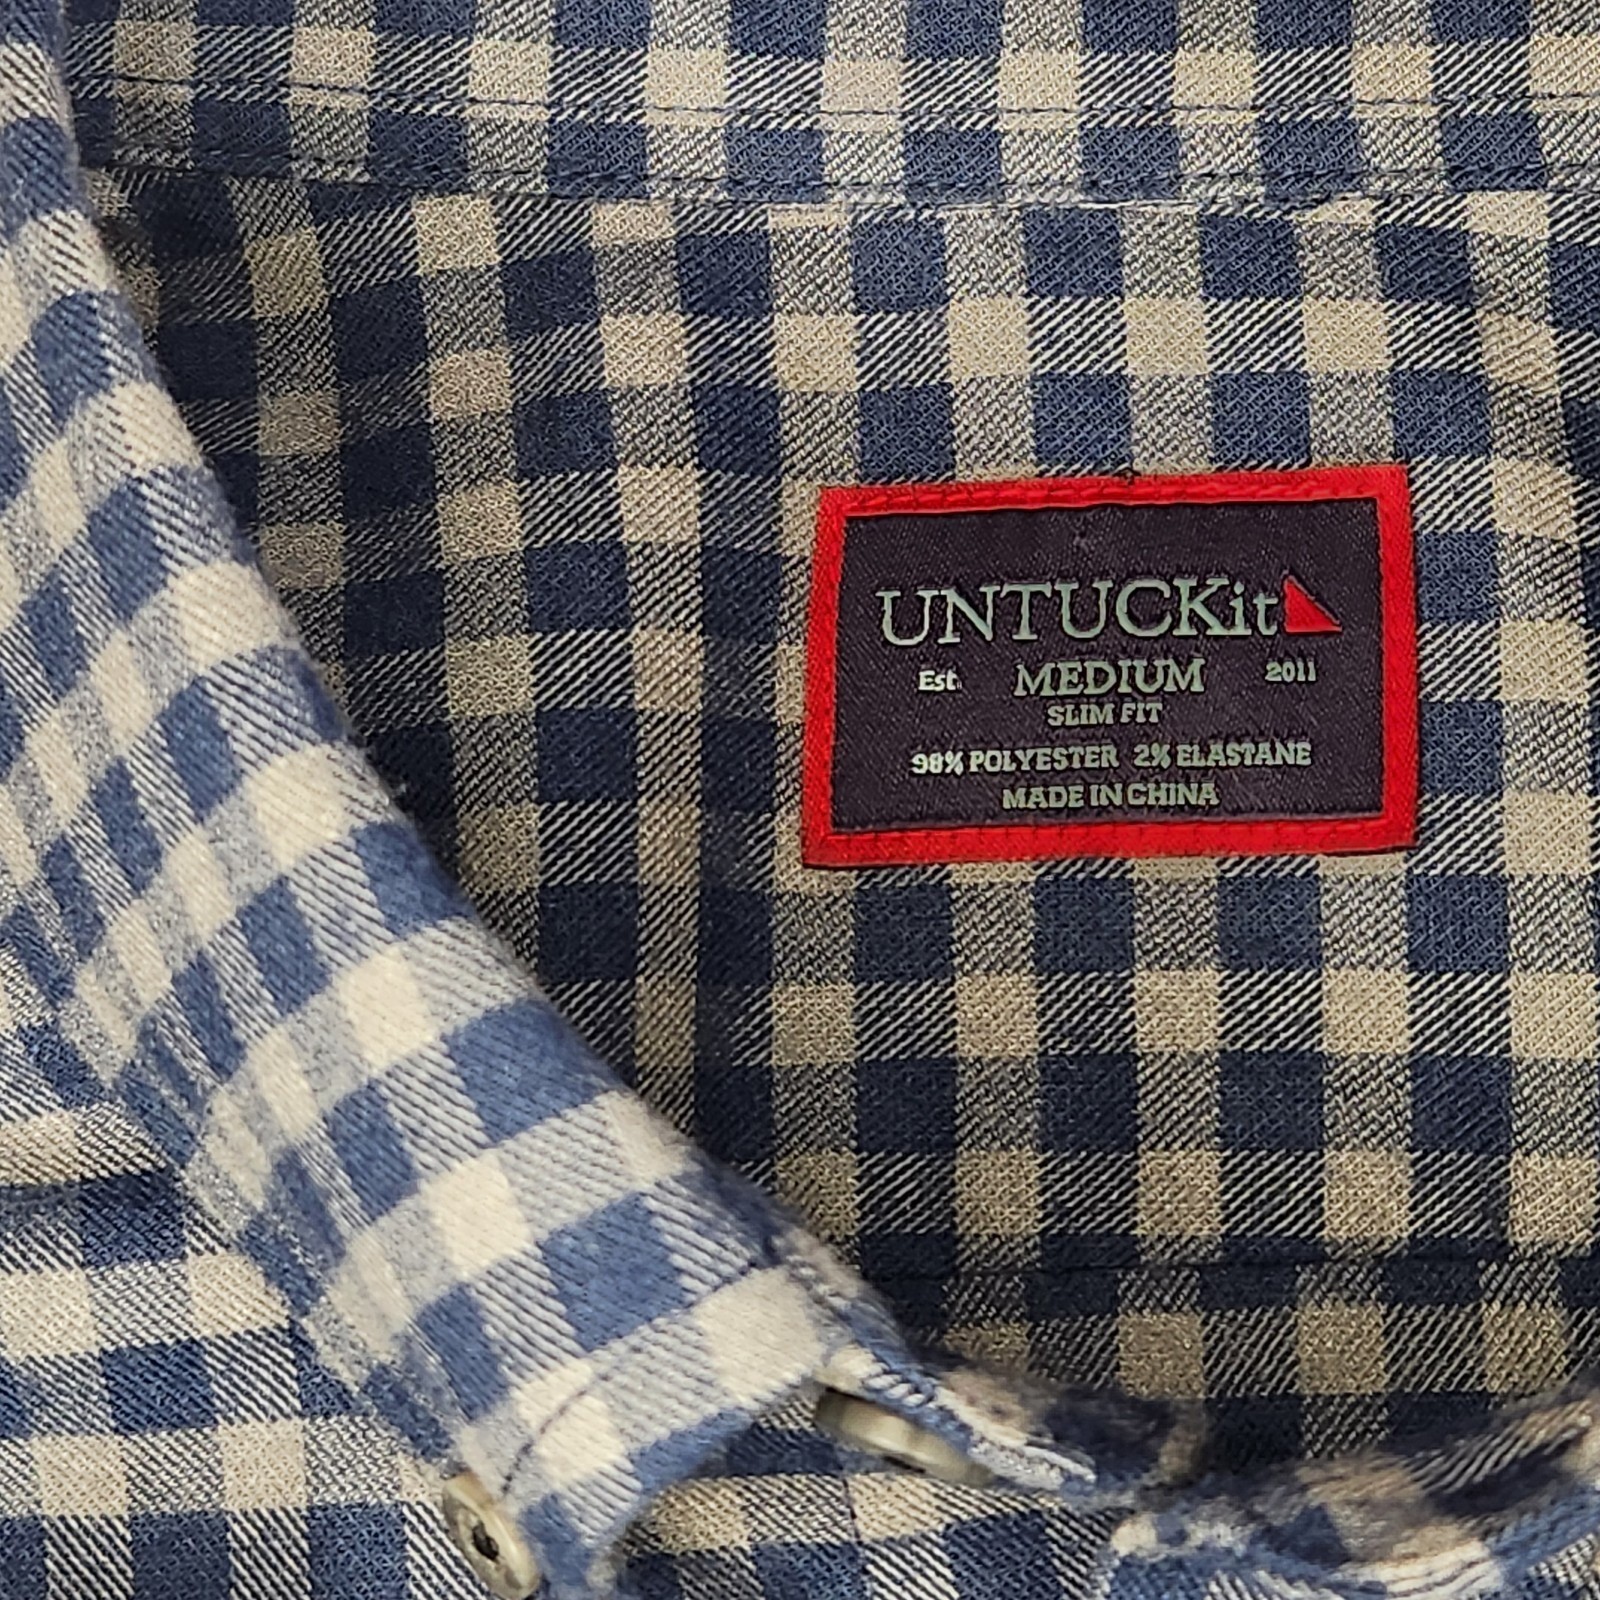 UNTUCKit
Est. MEDIUM 2011
SLIM FIT
98% POLYESTER 2% ELASTANE
MADE IN CHINA